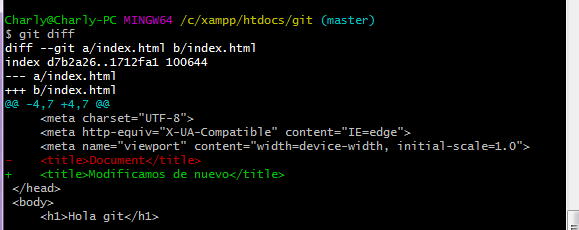 Charly@Charly-PC MINGW64 /c/xampp/htdocs/git (master)
$ git diff
diff --git a/index.html b/index.html
index d7b2a26..1712fa1 100644
--- a/index.html
+++ b/index.html
@@ -4,7 +4,7 @@
     <meta charset="UTF-8">
     <meta http-equiv="X-UA-Compatible" content="IE=edge">
     <meta name="viewport" content="width=device-width, initial-scale=1.0">
-    <title>Document</title>
+    <title>Modificamos de nuevo</title>
 </head>
 <body>
     <h1>Hola git</h1>